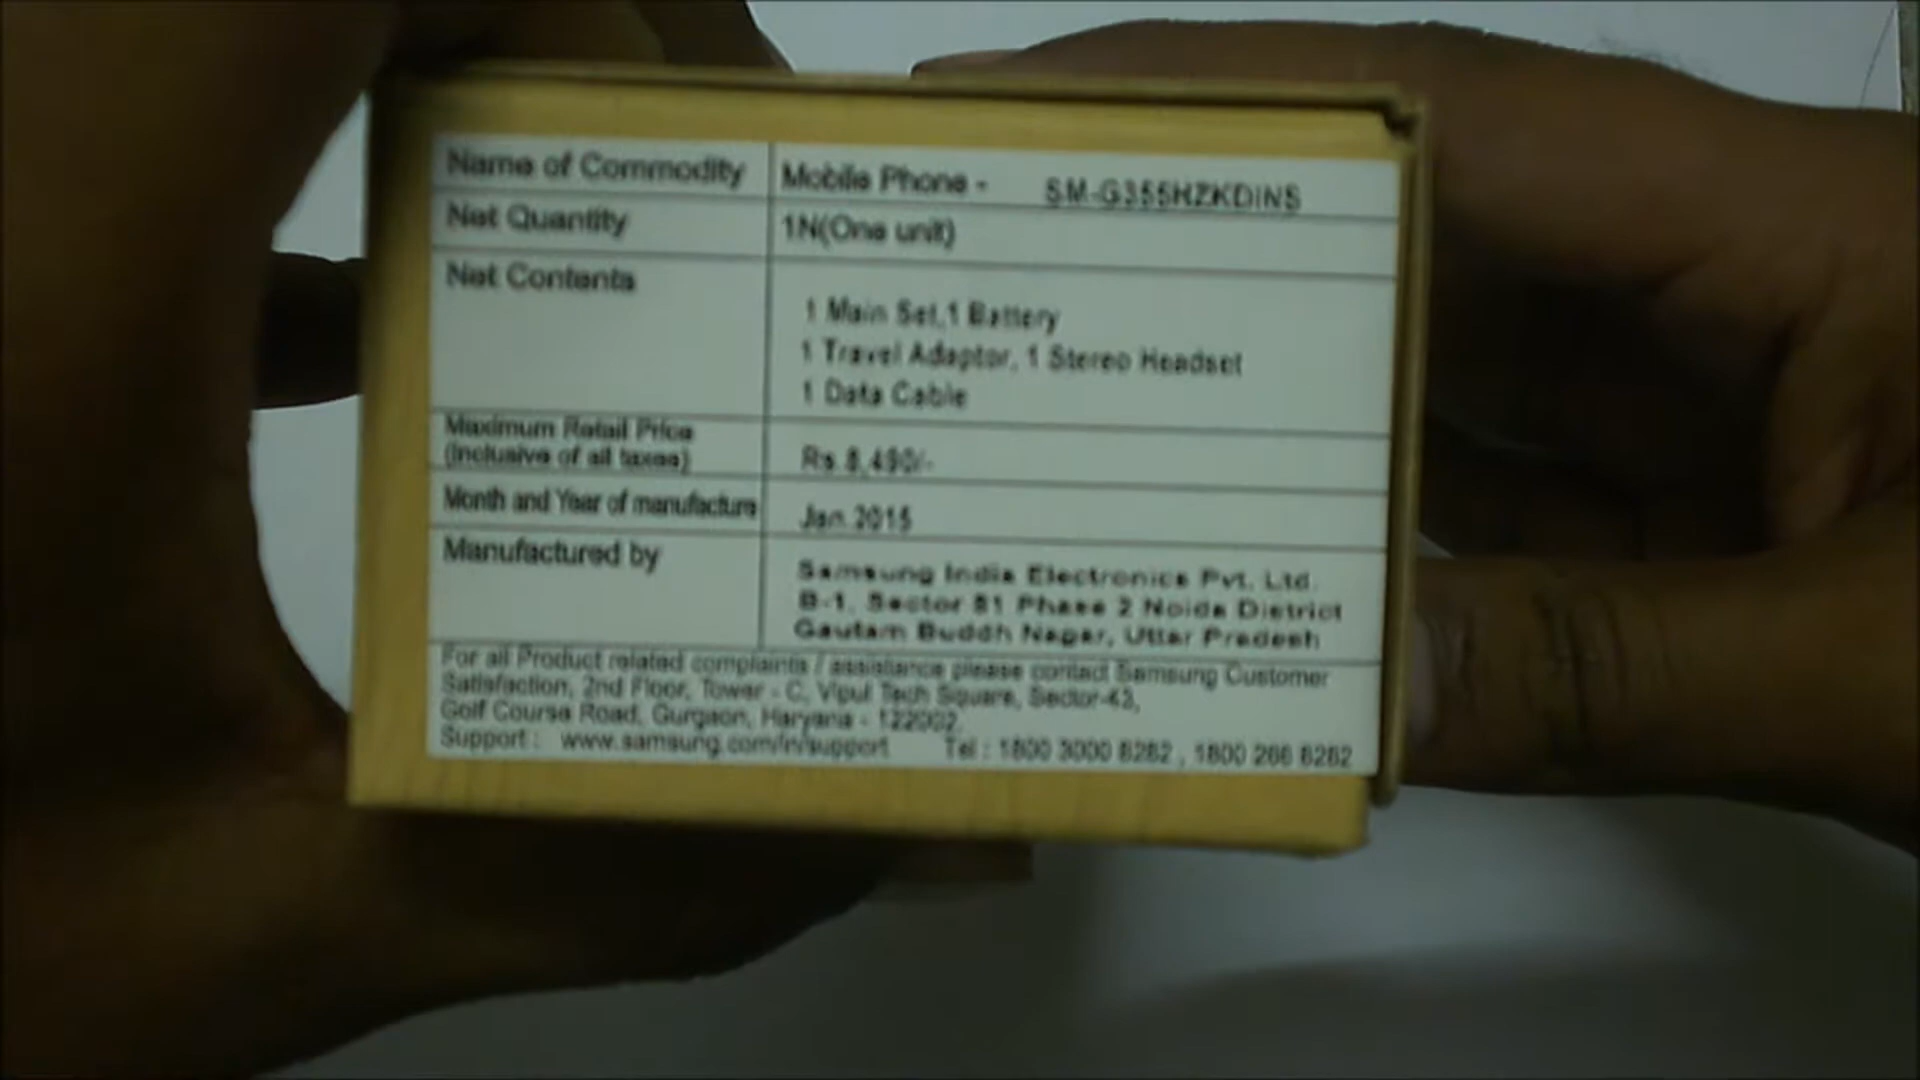 Name of Commodity Mobile Phone - SM-G355HZKDINS
Net Quantity 1N(One unit)
Net Contents
1 Main Set,1 Battery
1 Travel Adaptor, 1 Stereo Headset
1 Data Cable
Maximum Retail Price
(Inclusive of all taxes) Rs. 8,490/-
Month and Year of manufacture Jan 2015
Manufactured by
Samsung India Electronics Pvt. Ltd.
B-1, Sector 81 Phase 2 Noida District
Gautam Buddh Nagar, Uttar Pradesh
For all Product related complaints / assistance please contact Samsung Customer
Satisfaction, 2nd Floor, Tower - C, Vipul Tech Square, Sector-43,
Golf Course Road, Gurgaon, Haryana - 122002.
Support : www.samsung.com/in/support Tel : 1800 3000 8282 , 1800 266 8282